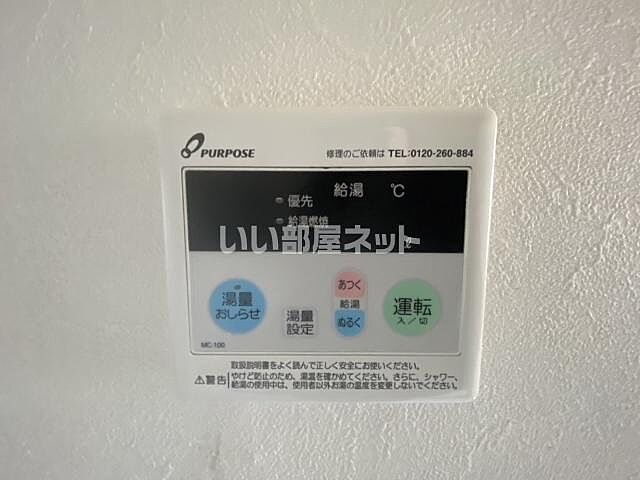 PURPOSE 修理のご依頼は TEL:0120-260-884
給湯 ℃
優先
給湯燃焼
いい部屋ネット
ℓ
湯量
おしらせ
湯量
設定
あつく
給湯
ぬるく
運転
入／切
MC-100
取扱説明書をよく読んで正しく安全にお使いください。
⚠警告 やけど防止のため、湯温を確かめてください。さらに、シャワー、
給湯の使用中は、使用者以外お湯の温度を変更しないでください。